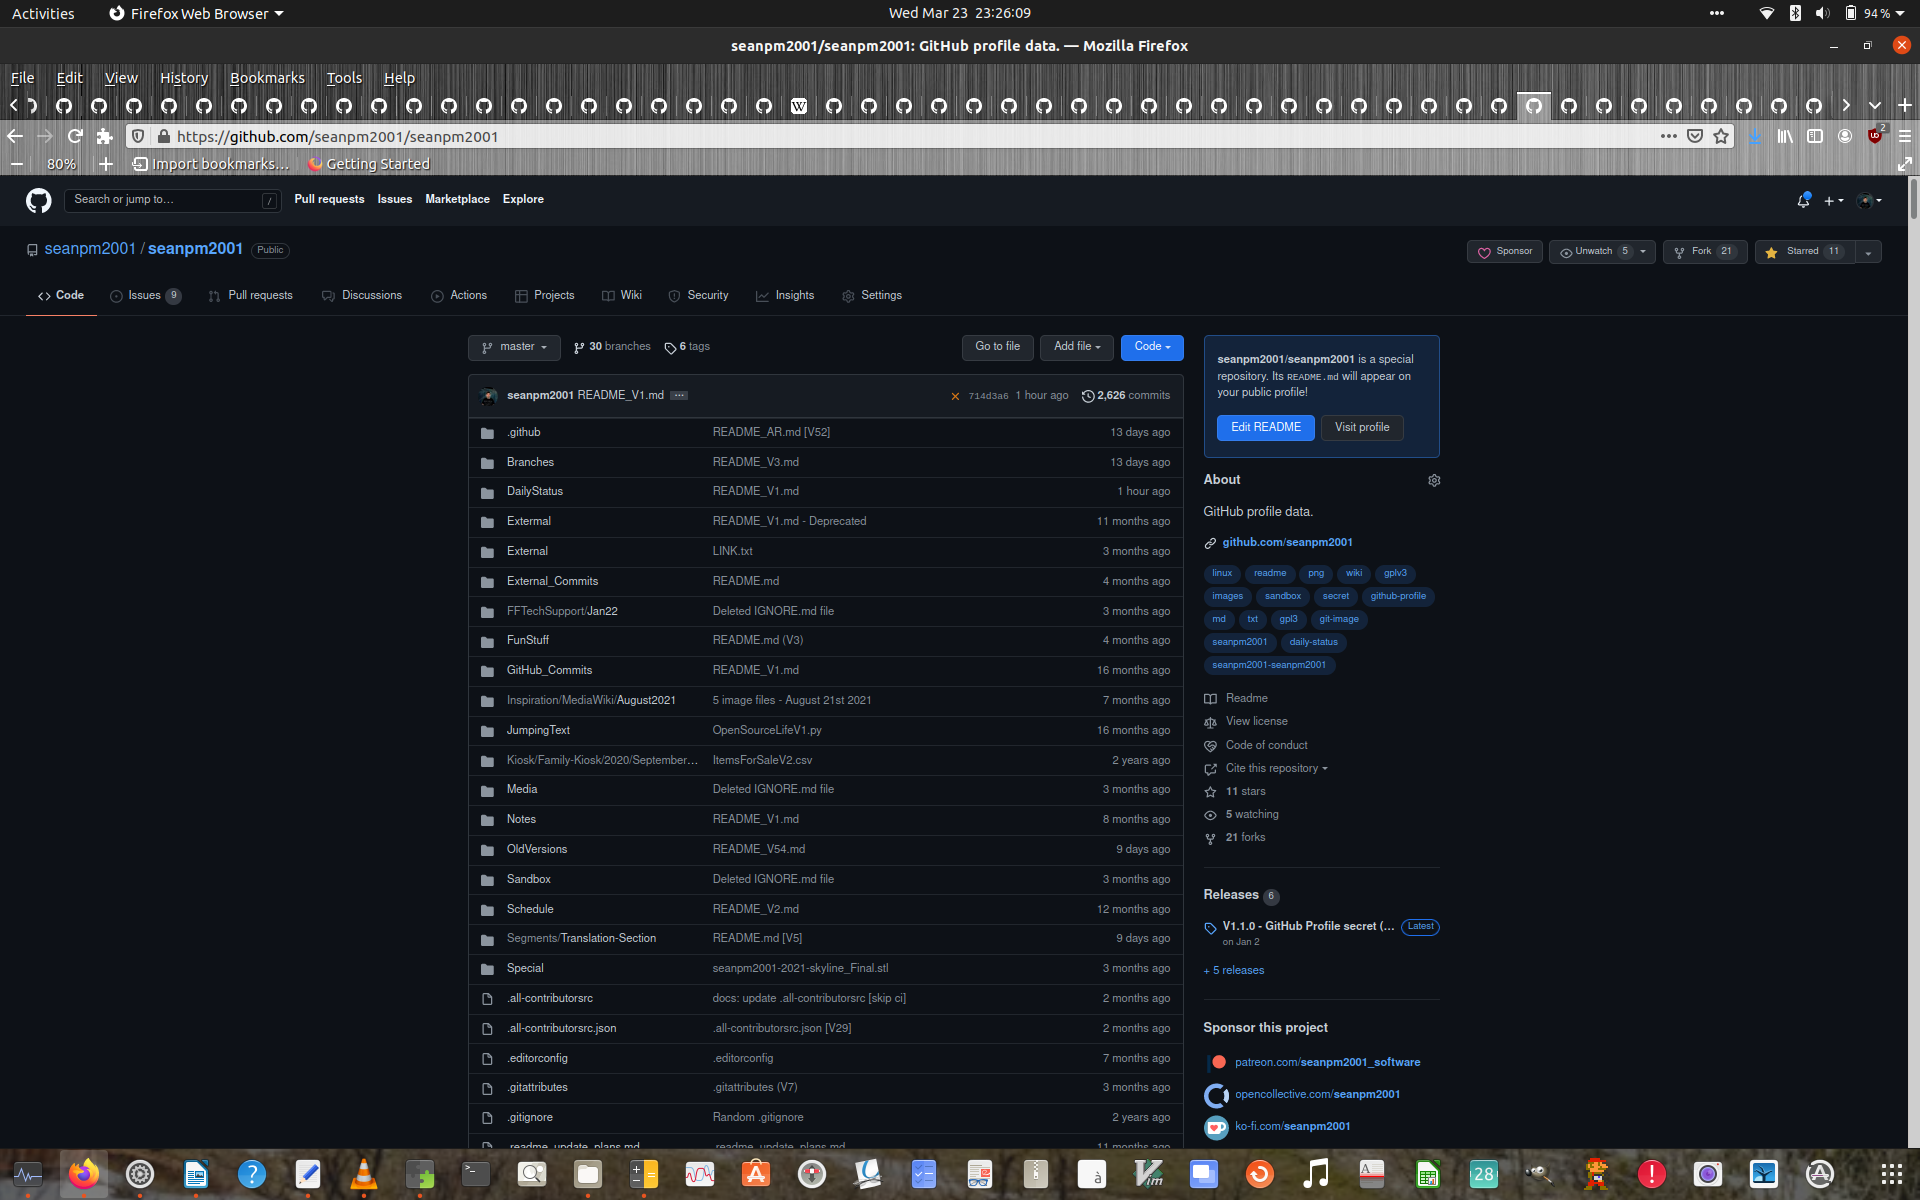 Activities Firefox Web Browser Wed Mar 23 23:26:09 94 %
seanpm2001/seanpm2001: GitHub profile data. — Mozilla Firefox
File Edit View History Bookmarks Tools Help
https://github.com/seanpm2001/seanpm2001 2
80% Import bookmarks… Getting Started
Search or jump to… / Pull requests Issues Marketplace Explore
seanpm2001 / seanpm2001 Public Sponsor Unwatch 5 Fork 21 Starred 11
Code Issues 9 Pull requests Discussions Actions Projects Wiki Security Insights Settings
master 30 branches 6 tags Go to file Add file Code
seanpm2001 README_V1.md ··· 714d3a6 1 hour ago 2,626 commits
.github README_AR.md [V52] 13 days ago
Branches README_V3.md 13 days ago
DailyStatus README_V1.md 1 hour ago
Extermal README_V1.md - Deprecated 11 months ago
External LINK.txt 3 months ago
External_Commits README.md 4 months ago
FFTechSupport/Jan22 Deleted IGNORE.md file 3 months ago
FunStuff README.md (V3) 4 months ago
GitHub_Commits README_V1.md 16 months ago
Inspiration/MediaWiki/August2021 5 image files - August 21st 2021 7 months ago
JumpingText OpenSourceLifeV1.py 16 months ago
Kiosk/Family-Kiosk/2020/September… ItemsForSaleV2.csv 2 years ago
Media Deleted IGNORE.md file 3 months ago
Notes README_V1.md 8 months ago
OldVersions README_V54.md 9 days ago
Sandbox Deleted IGNORE.md file 3 months ago
Schedule README_V2.md 12 months ago
Segments/Translation-Section README.md [V5] 9 days ago
Special seanpm2001-2021-skyline_Final.stl 3 months ago
.all-contributorsrc docs: update .all-contributorsrc [skip ci] 2 months ago
.all-contributorsrc.json .all-contributorsrc.json [V29] 2 months ago
.editorconfig .editorconfig 7 months ago
.gitattributes .gitattributes (V7) 3 months ago
.gitignore Random .gitignore 2 years ago
.readme_update_plans.md .readme_update_plans.md 11 months ago
seanpm2001/seanpm2001 is a special
repository. Its README.md will appear on
your public profile!
Edit README Visit profile
About
GitHub profile data.
github.com/seanpm2001
linux readme png wiki gplv3
images sandbox secret github-profile
md txt gpl3 git-image
seanpm2001 daily-status
seanpm2001-seanpm2001
Readme
View license
Code of conduct
Cite this repository
11 stars
5 watching
21 forks
Releases 6
V1.1.0 - GitHub Profile secret (… Latest
on Jan 2
+ 5 releases
Sponsor this project
patreon.com/seanpm2001_software
opencollective.com/seanpm2001
ko-fi.com/seanpm2001
28